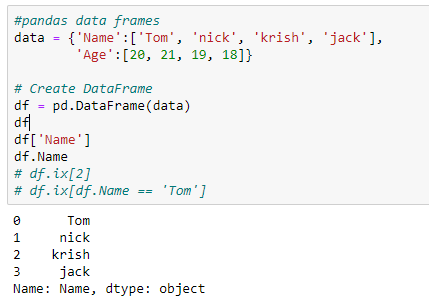 #pandas data frames
data = {'Name':['Tom', 'nick', 'krish', 'jack'],
        'Age':[20, 21, 19, 18]}
# Create DataFrame
df = pd.DataFrame(data)
df
df['Name']
df.Name
# df.ix[2]
# df.ix[df.Name == 'Tom']
0      Tom
1     nick
2    krish
3     jack
Name: Name, dtype: object